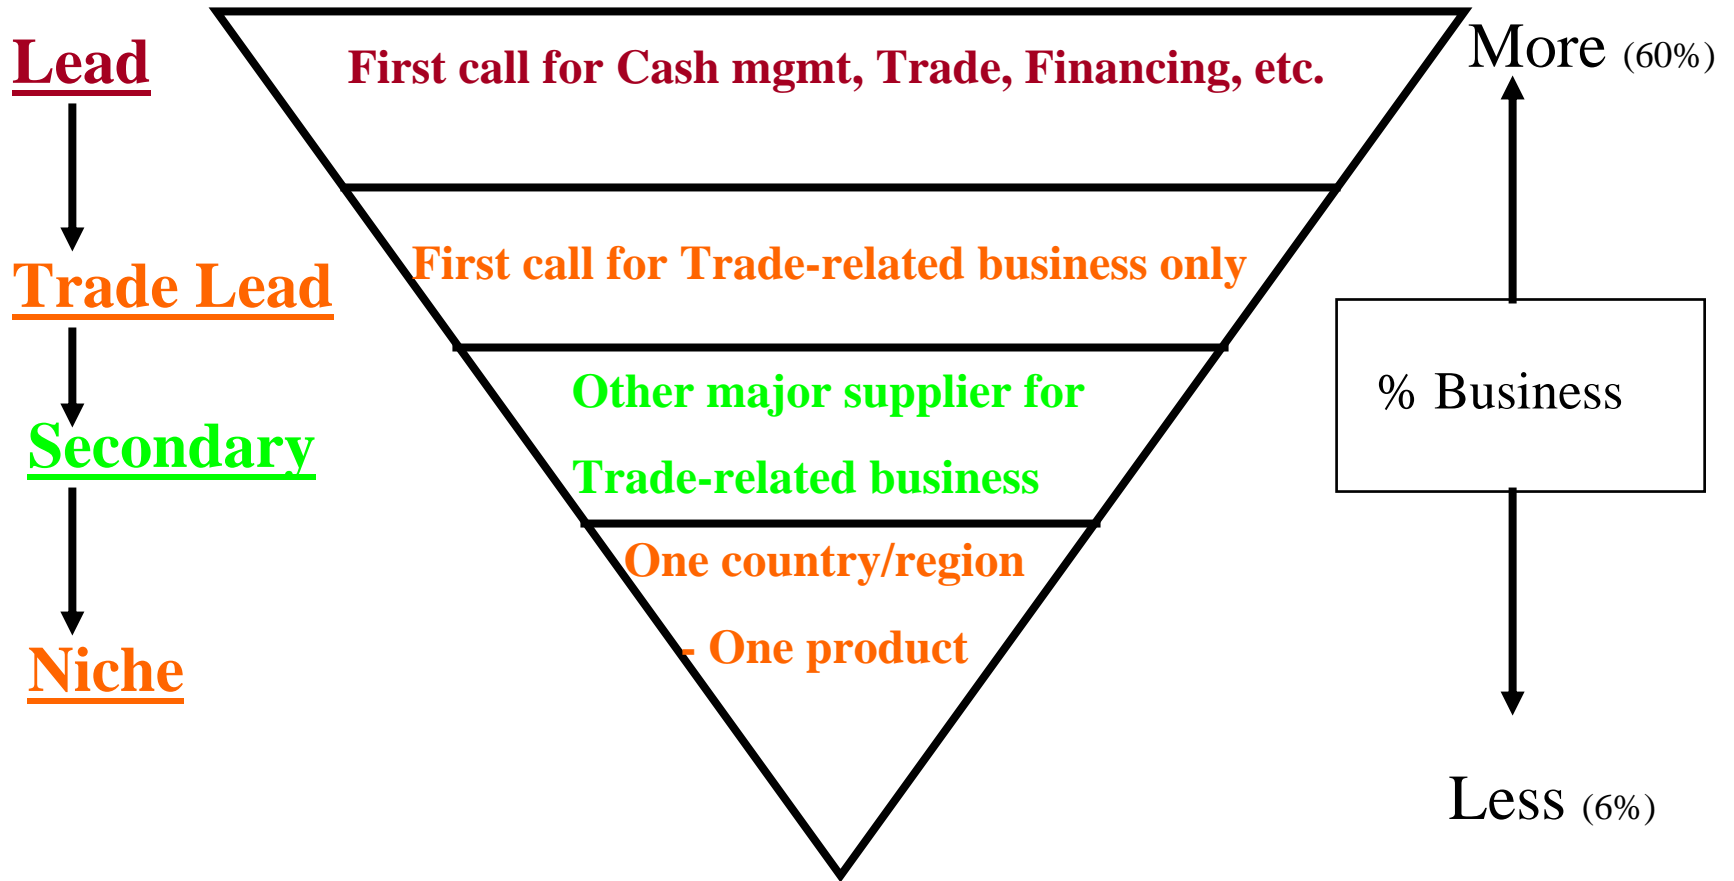 Lead
First call for Cash mgmt, Trade, Financing, etc.
More (60%)
Trade Lead
First call for Trade-related business only
Secondary
Other major supplier for
Trade-related business
% Business
Niche
One country/region
- One product
Less (6%)